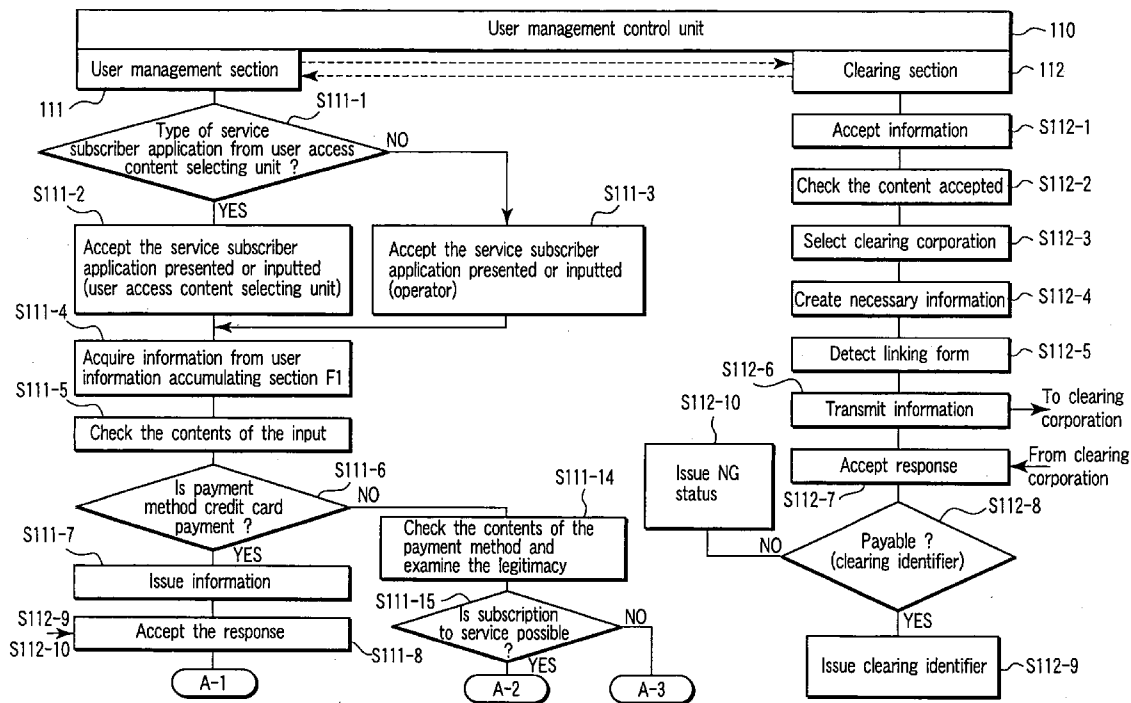 User management control unit
110
User management section
Clearing section
112
111
S111-1
Type of service
subscriber application from user access
content selecting unit ?
NO
YES
S111-2
Accept the service subscriber
application presented or inputted
(user access content selecting unit)
S111-3
Accept the service subscriber
application presented or inputted
(operator)
S111-4
Acquire information from user
information accumulating section F1
S111-5
Check the contents of the input
S111-6
Is payment
method credit card
payment ?
NO
YES
S111-7
Issue information
S112-9
S112-10
Accept the response
S111-8
A-1
S111-14
Check the contents of the
payment method and
examine the legitimacy
S111-15
Is subscription
to service possible
?
NO
YES
A-2
A-3
Accept information
S112-1
Check the content accepted
S112-2
Select clearing corporation
S112-3
Create necessary information
S112-4
Detect linking form
S112-5
S112-6
Transmit information
To clearing
corporation
Accept response
From clearing
corporation
S112-7
S112-8
Payable ?
(clearing identifier)
NO
YES
S112-10
Issue NG
status
Issue clearing identifier
S112-9